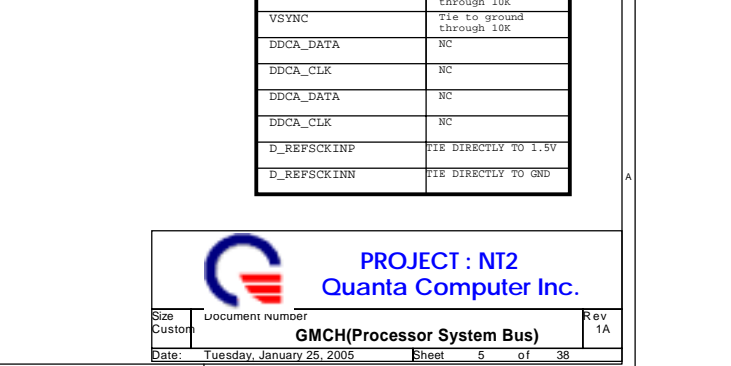 through 10K
VSYNC Tie to ground
through 10K
DDCA_DATA NC
DDCA_CLK NC
DDCA_DATA NC
DDCA_CLK NC
D_REFSCKINP TIE DIRECTLY TO 1.5V
D_REFSCKINN TIE DIRECTLY TO GND
A
PROJECT : NT2
Quanta Computer Inc.
Size Document Number Rev
Custom GMCH(Processor System Bus) 1A
Date: Tuesday, January 25, 2005 Sheet 5 of 38